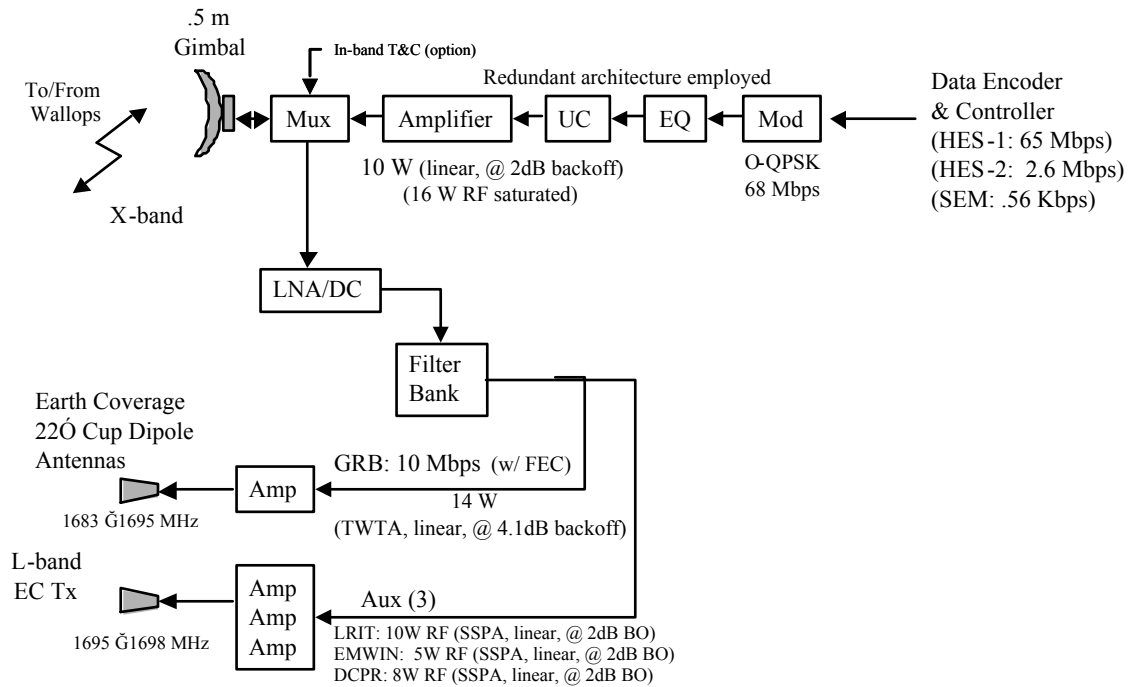 .5 m
Gimbal
In-band T&C (option)
To/From
Wallops
Redundant architecture employed
Data Encoder
& Controller
(HES-1: 65 Mbps)
(HES-2: 2.6 Mbps)
(SEM: .56 Kbps)
Mux
Amplifier
UC
EQ
Mod
10 W (linear, @ 2dB backoff)
(16 W RF saturated)
O-QPSK
68 Mbps
X-band
LNA/DC
Filter
Bank
Earth Coverage
22Ó Cup Dipole
Antennas
GRB: 10 Mbps (w/ FEC)
Amp
14 W
(TWTA, linear, @ 4.1dB backoff)
1683 Ğ1695 MHz
L-band
EC Tx
Amp
Amp
Amp
Aux (3)
1695 Ğ1698 MHz
LRIT: 10W RF (SSPA, linear, @ 2dB BO)
EMWIN: 5W RF (SSPA, linear, @ 2dB BO)
DCPR: 8W RF (SSPA, linear, @ 2dB BO)